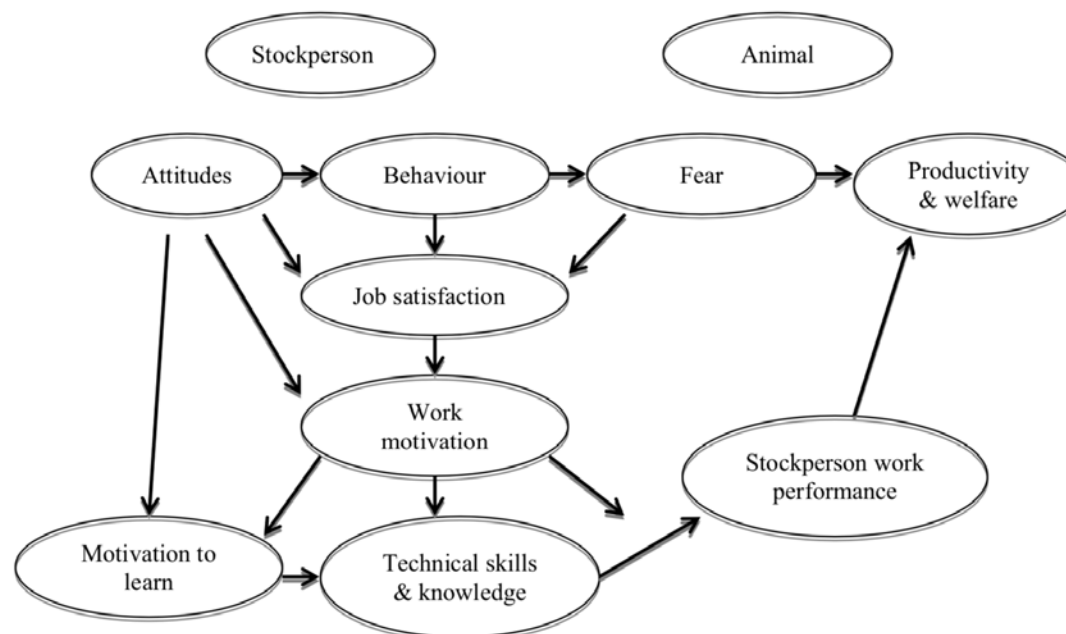 Stockperson
Animal
Attitudes
Behaviour
Fear
Productivity
& welfare
Job satisfaction
Work
motivation
Stockperson work
performance
Motivation to
learn
Technical skills
& knowledge